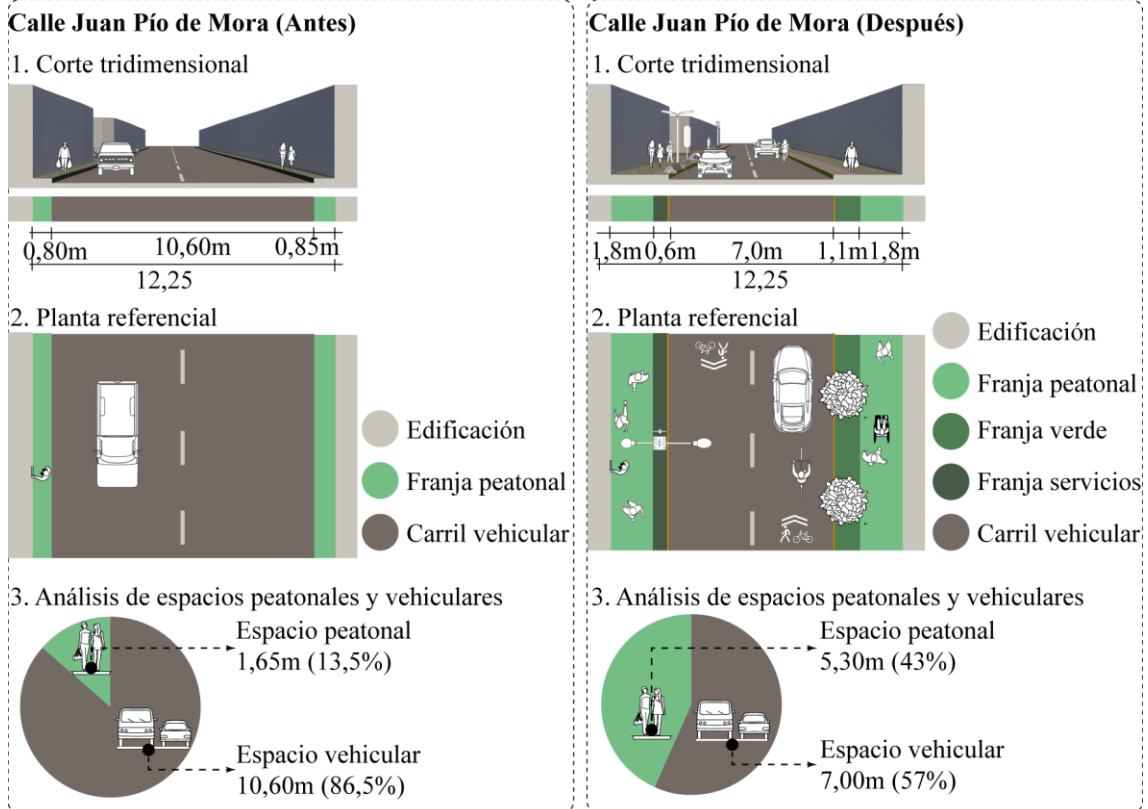 Calle Juan Pío de Mora (Antes)
1. Corte tridimensional
0,80m 10,60m 0,85m
12,25
2. Planta referencial
Edificación
Franja peatonal
Carril vehicular
3. Análisis de espacios peatonales y vehiculares
Espacio peatonal
1,65m (13,5%)
Espacio vehicular
10,60m (86,5%)
Calle Juan Pío de Mora (Después)
1. Corte tridimensional
1,8m 0,6m 7,0m 1,1m 1,8m
12,25
2. Planta referencial
Edificación
Franja peatonal
Franja verde
Franja servicios
Carril vehicular
3. Análisis de espacios peatonales y vehiculares
Espacio peatonal
5,30m (43%)
Espacio vehicular
7,00m (57%)